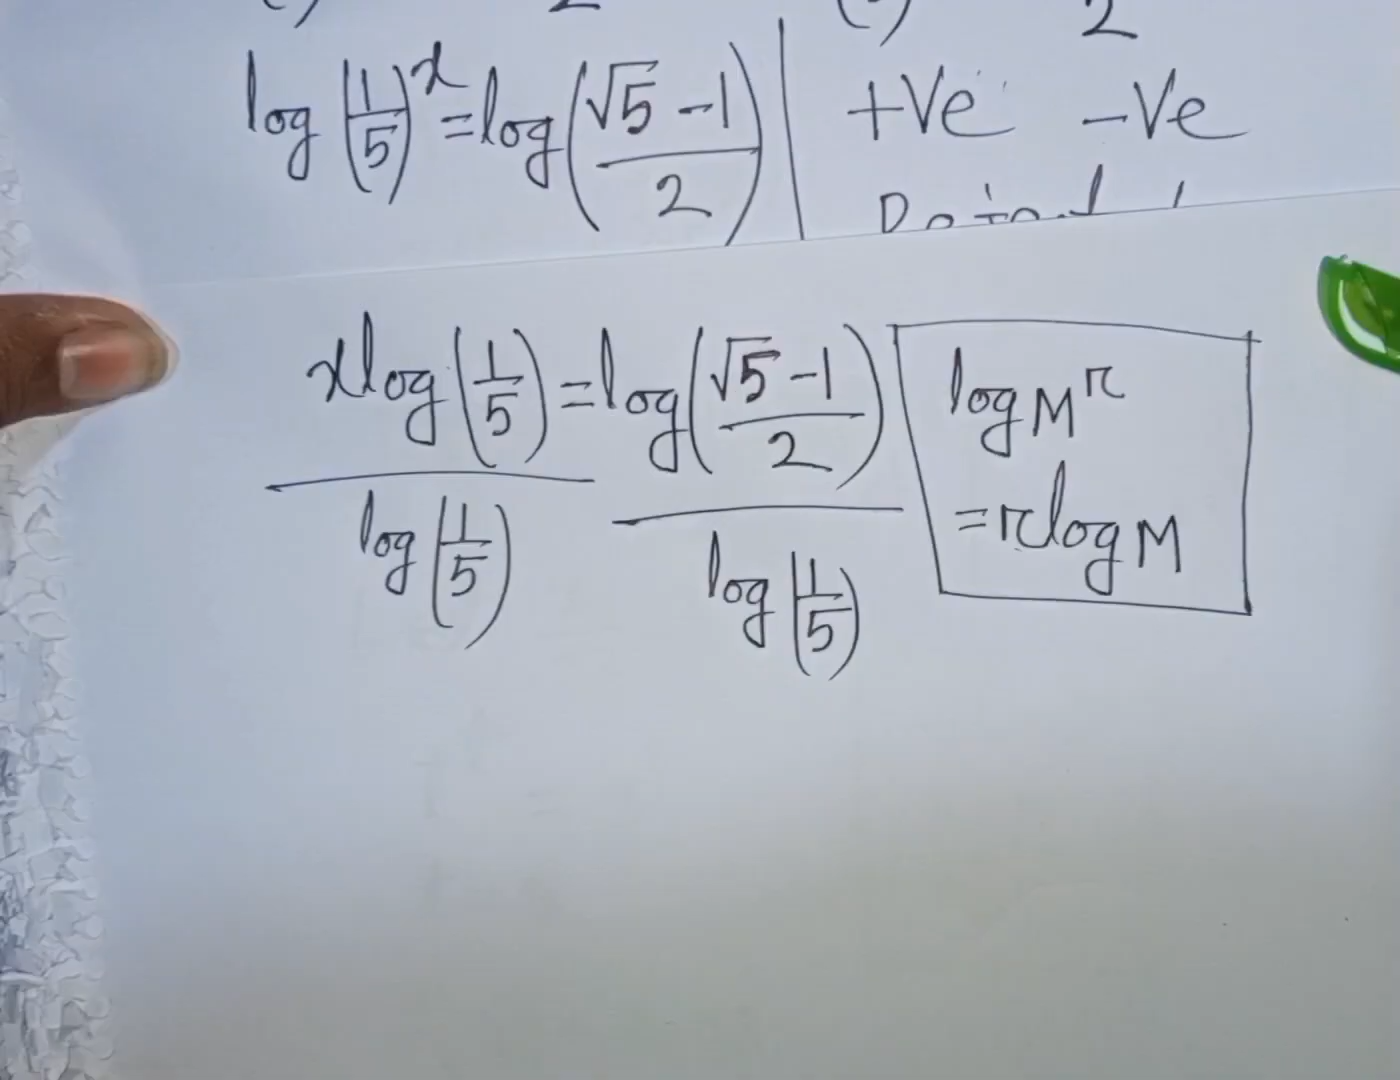 log (1/5)^x = log((√5 - 1)/2)
+Ve -Ve
x log (1/5) = log((√5 - 1)/2)
log (1/5) log (1/5)
log M^r
= r log M